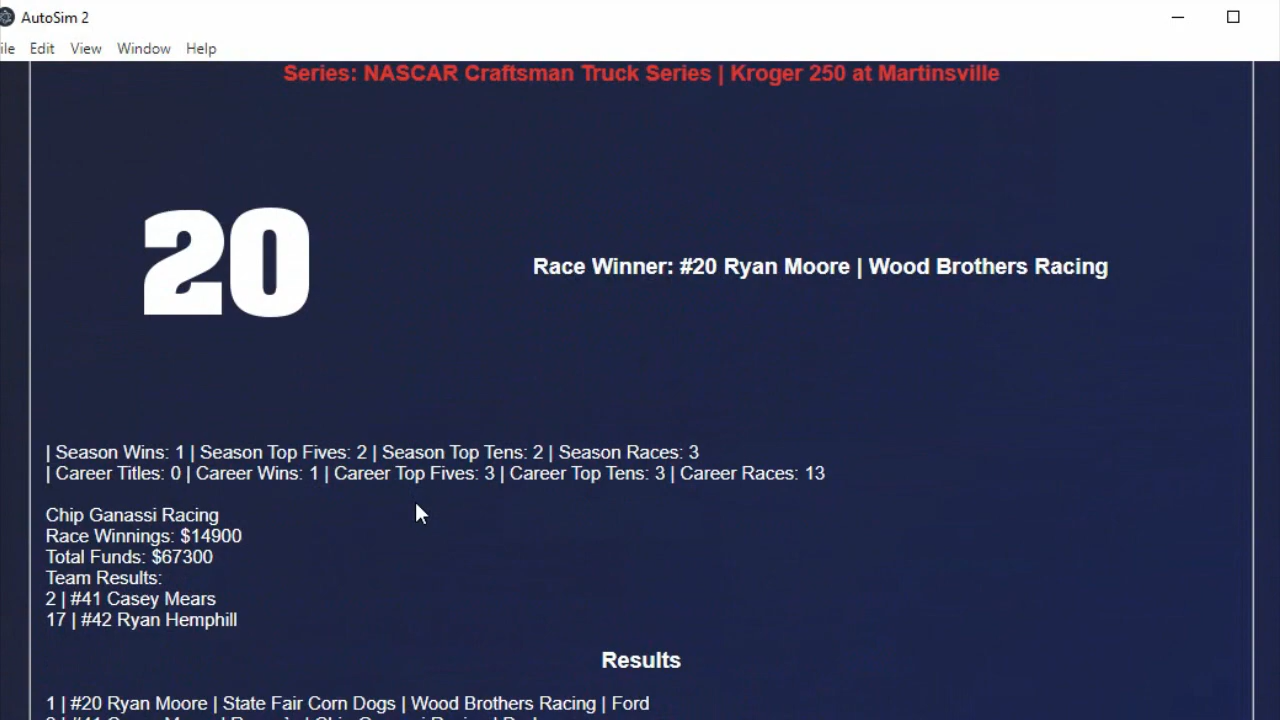 AutoSim 2
ile Edit View Window Help
Series: NASCAR Craftsman Truck Series | Kroger 250 at Martinsville
20
Race Winner: #20 Ryan Moore | Wood Brothers Racing
| Season Wins: 1 | Season Top Fives: 2 | Season Top Tens: 2 | Season Races: 3
| Career Titles: 0 | Career Wins: 1 | Career Top Fives: 3 | Career Top Tens: 3 | Career Races: 13
Chip Ganassi Racing
Race Winnings: $14900
Total Funds: $67300
Team Results:
2 | #41 Casey Mears
17 | #42 Ryan Hemphill
Results
1 | #20 Ryan Moore | State Fair Corn Dogs | Wood Brothers Racing | Ford